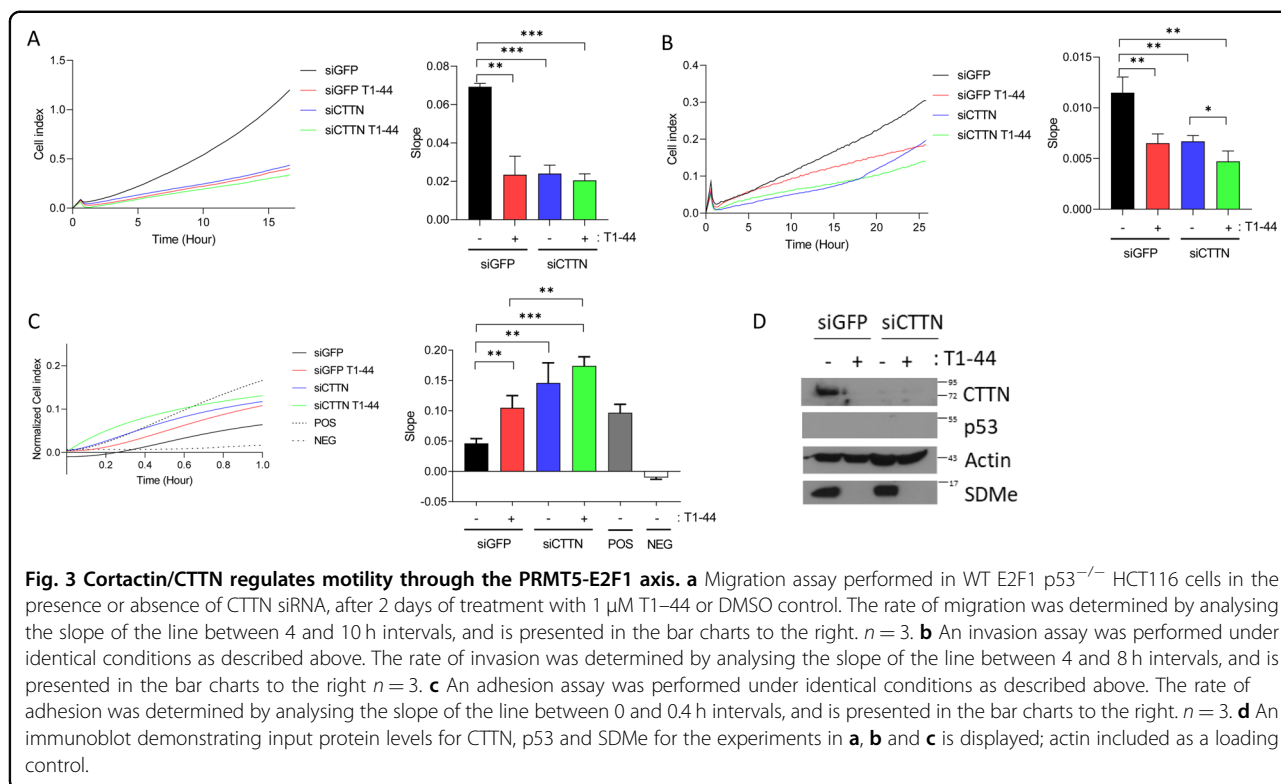 A
1.5
1.0
0.5
0.0
Cell index
0 5 10 15
Time (Hour)
siGFP
siGFP T1-44
siCTTN
siCTTN T1-44
***
***
**
0.08
0.06
0.04
0.02
0.00
Slope
- + - + : T1-44
siGFP siCTTN
B
0.4
0.3
0.2
0.1
0.0
Cell index
0 5 10 15 20 25
Time (Hour)
siGFP
siGFP T1-44
siCTTN
siCTTN T1-44
**
**
**
*
0.015
0.010
0.005
0.000
Slope
- + - + : T1-44
siGFP siCTTN
C
0.2
0.1
0.0
Normalized Cell index
0.2 0.4 0.6 0.8 1.0
Time (Hour)
siGFP
siGFP T1-44
siCTTN
siCTTN T1-44
POS
NEG
**
***
**
**
0.20
0.15
0.10
0.05
0.00
-0.05
Slope
- + - + - - : T1-44
siGFP siCTTN POS NEG
D
siGFP siCTTN
- + - + : T1-44
95
72 CTTN
55
p53
43 Actin
17
SDMe
Fig. 3 Cortactin/CTTN regulates motility through the PRMT5-E2F1 axis. a Migration assay performed in WT E2F1 p53−/− HCT116 cells in the
presence or absence of CTTN siRNA, after 2 days of treatment with 1 μM T1–44 or DMSO control. The rate of migration was determined by analysing
the slope of the line between 4 and 10 h intervals, and is presented in the bar charts to the right. n = 3. b An invasion assay was performed under
identical conditions as described above. The rate of invasion was determined by analysing the slope of the line between 4 and 8 h intervals, and is
presented in the bar charts to the right n = 3. c An adhesion assay was performed under identical conditions as described above. The rate of
adhesion was determined by analysing the slope of the line between 0 and 0.4 h intervals, and is presented in the bar charts to the right. n = 3. d An
immunoblot demonstrating input protein levels for CTTN, p53 and SDMe for the experiments in a, b and c is displayed; actin included as a loading
control.